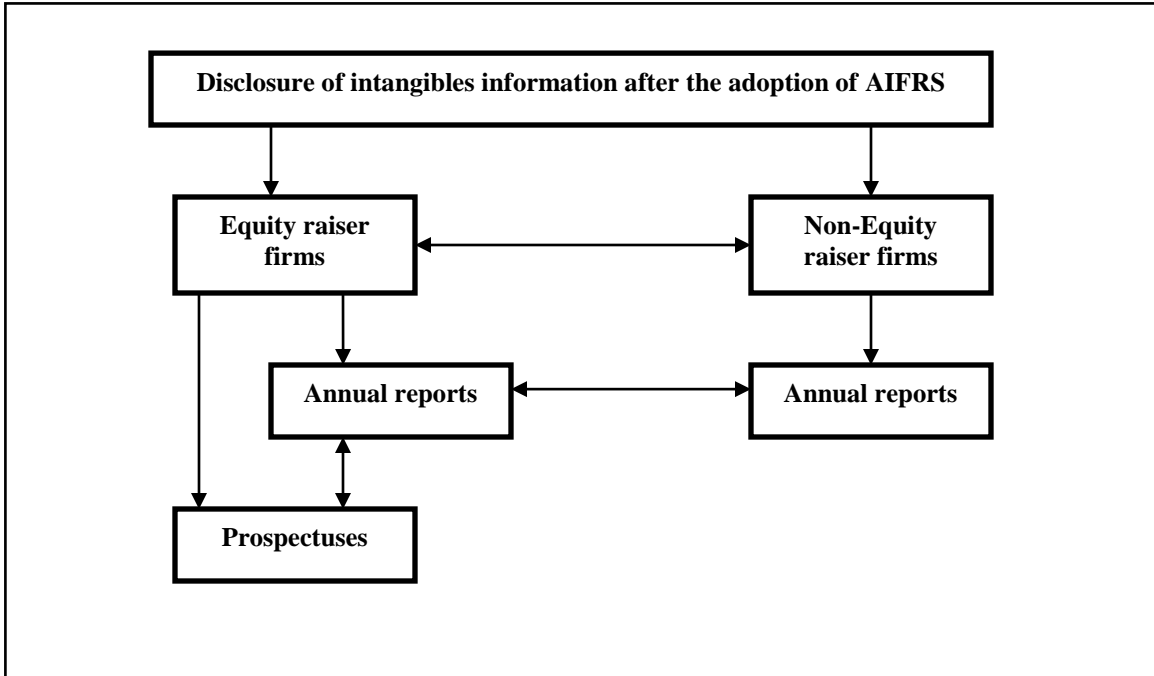 Disclosure of intangibles information after the adoption of AIFRS
Equity raiser
firms
Non-Equity
raiser firms
Annual reports
Annual reports
Prospectuses